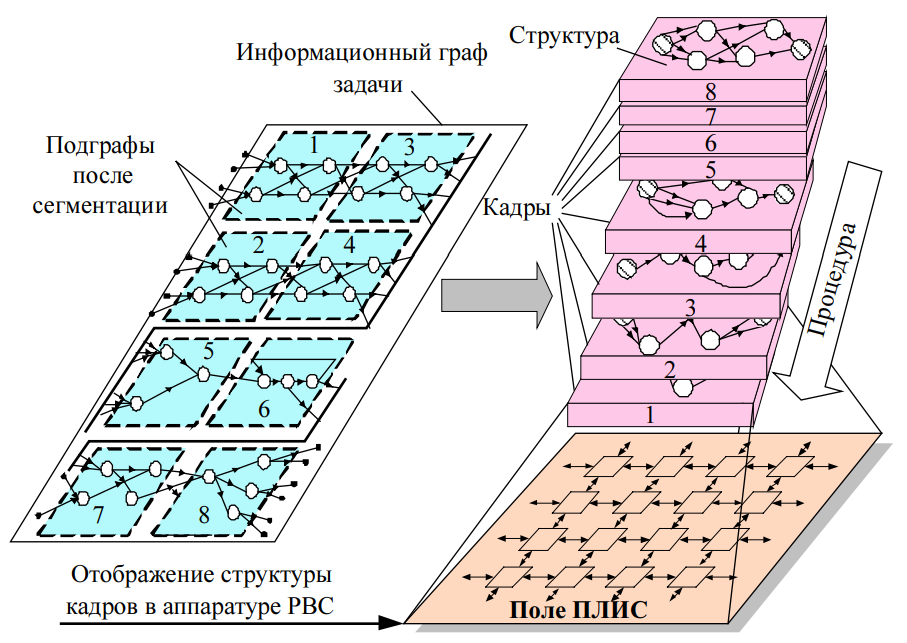 Информационный граф
задачи
Подграфы
после
сегментации
1
3
2
4
5
6
7
8
Отображение структуры
кадров в аппаратуре РВС
Структура
Кадры
8
7
6
5
4
3
2
1
Процедура
Поле ПЛИС